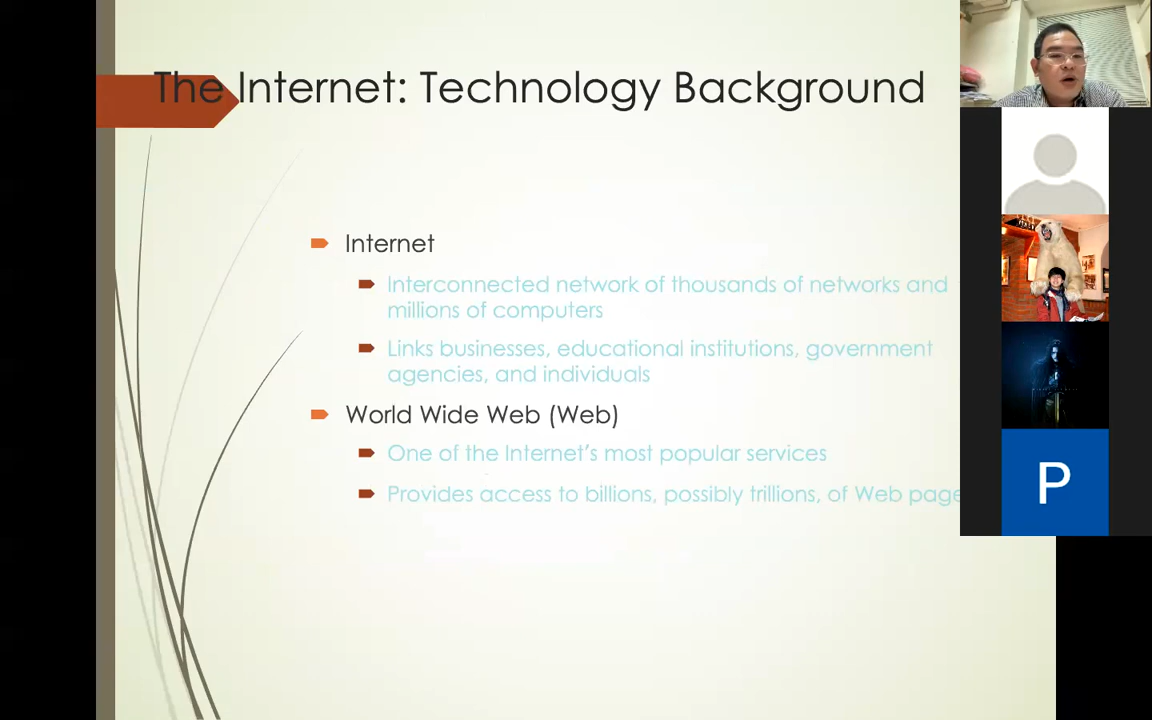 The Internet: Technology Background
Internet
Interconnected network of thousands of networks and
millions of computers
Links businesses, educational institutions, government
agencies, and individuals
World Wide Web (Web)
One of the Internet's most popular services
Provides access to billions, possibly trillions, of Web page
P